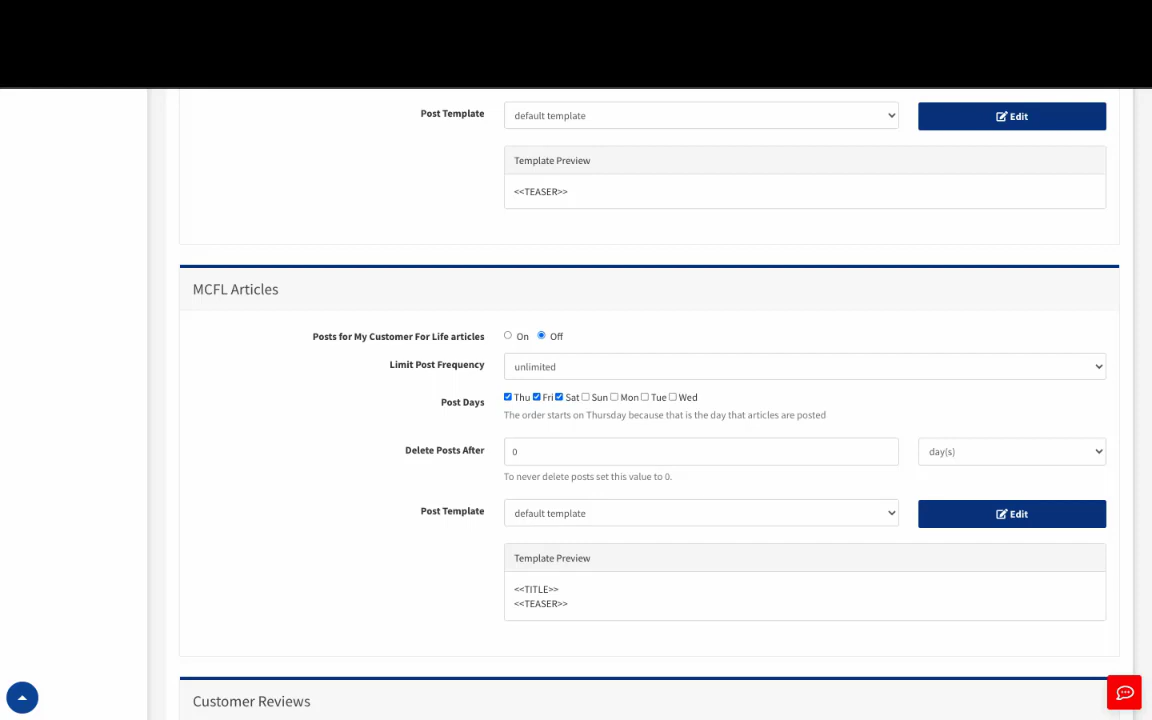 Post Template default template Edit
Template Preview
<<TEASER>>
MCFL Articles
Posts for My Customer For Life articles On Off
Limit Post Frequency unlimited
Post Days Thu Fri Sat Sun Mon Tue Wed
The order starts on Thursday because that is the day that articles are posted
Delete Posts After 0 day(s)
To never delete posts set this value to 0.
Post Template default template Edit
Template Preview
<<TITLE>>
<<TEASER>>
Customer Reviews